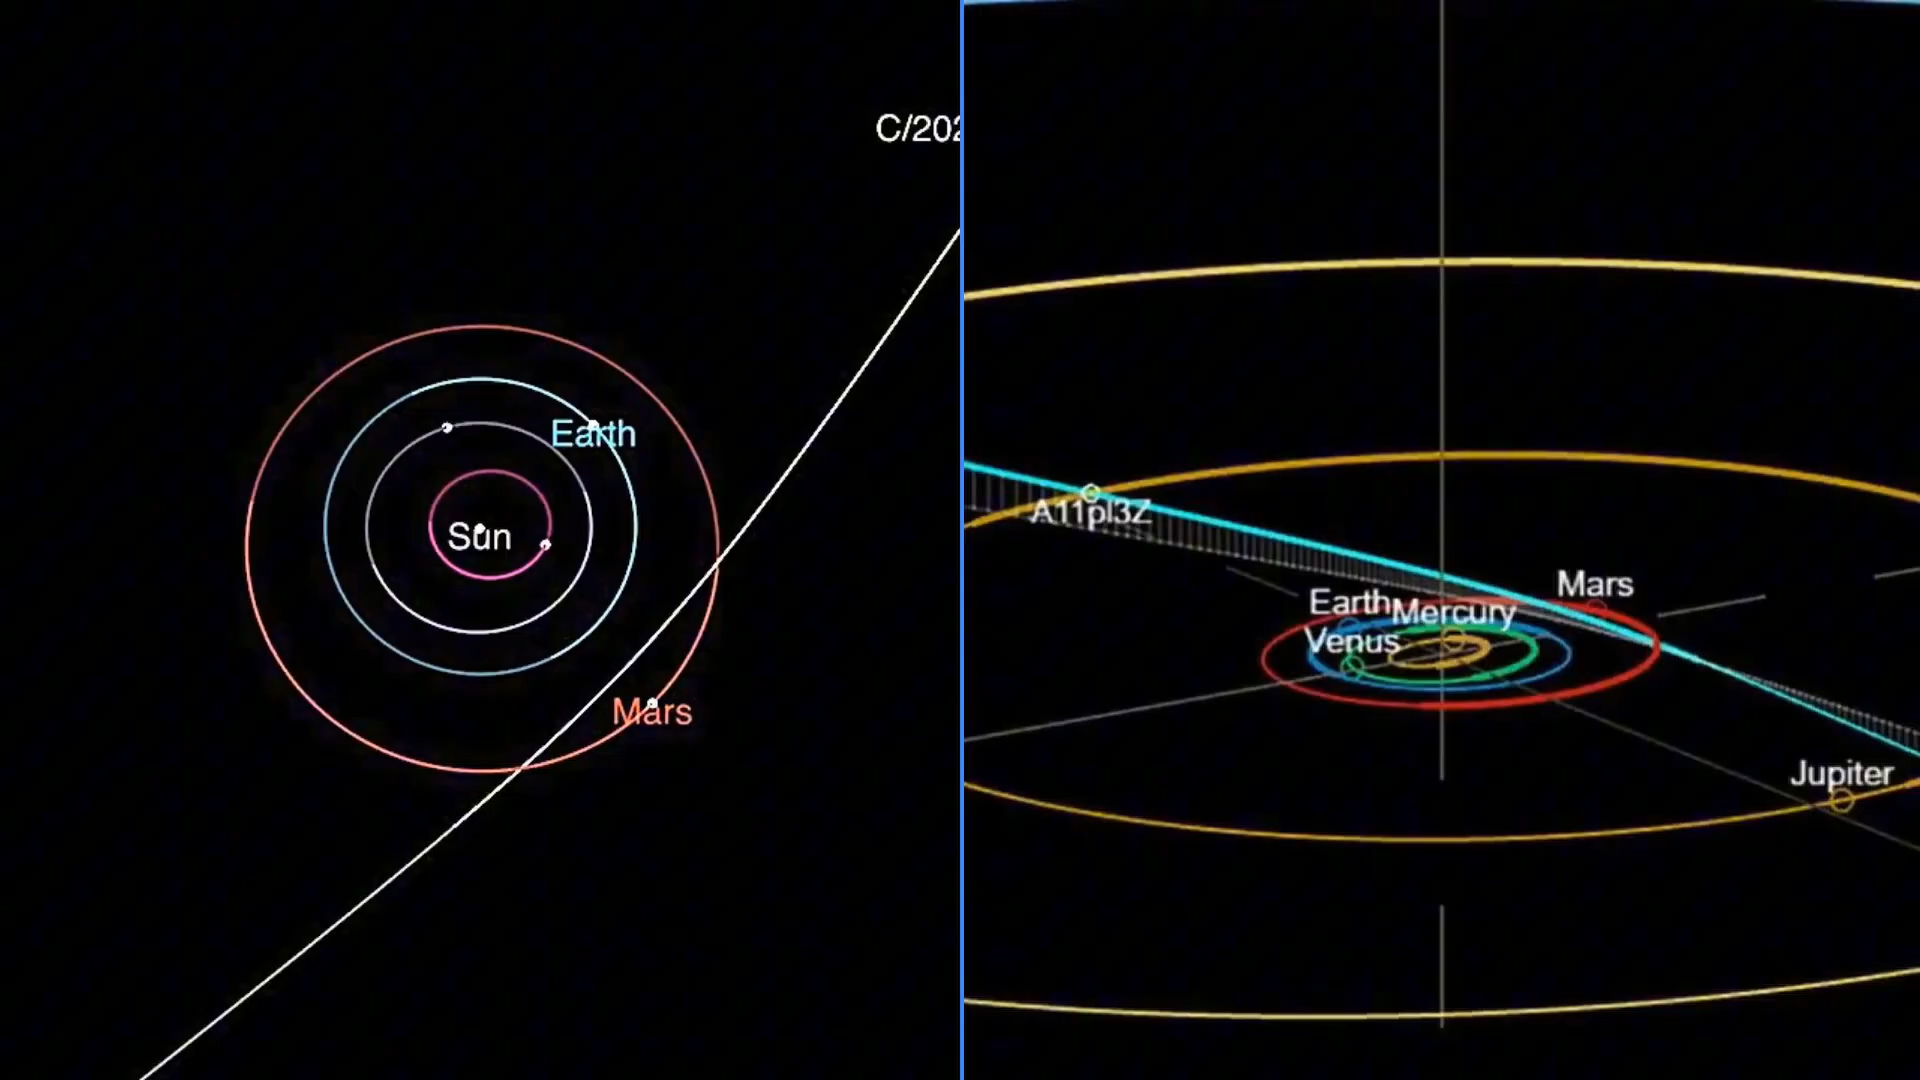 C/202
Earth
Sun
Mars
A11pl3Z
Mars
Earth
Mercury
Venus
Jupiter